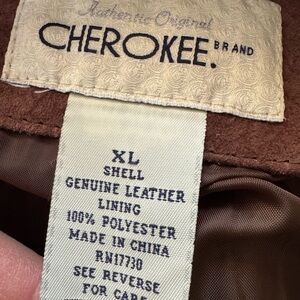 Authentic Original
CHEROKEE. BRAND
XL
SHELL
GENUINE LEATHER
LINING
100% POLYESTER
MADE IN CHINA
RN17730
SEE REVERSE
FOR CARE